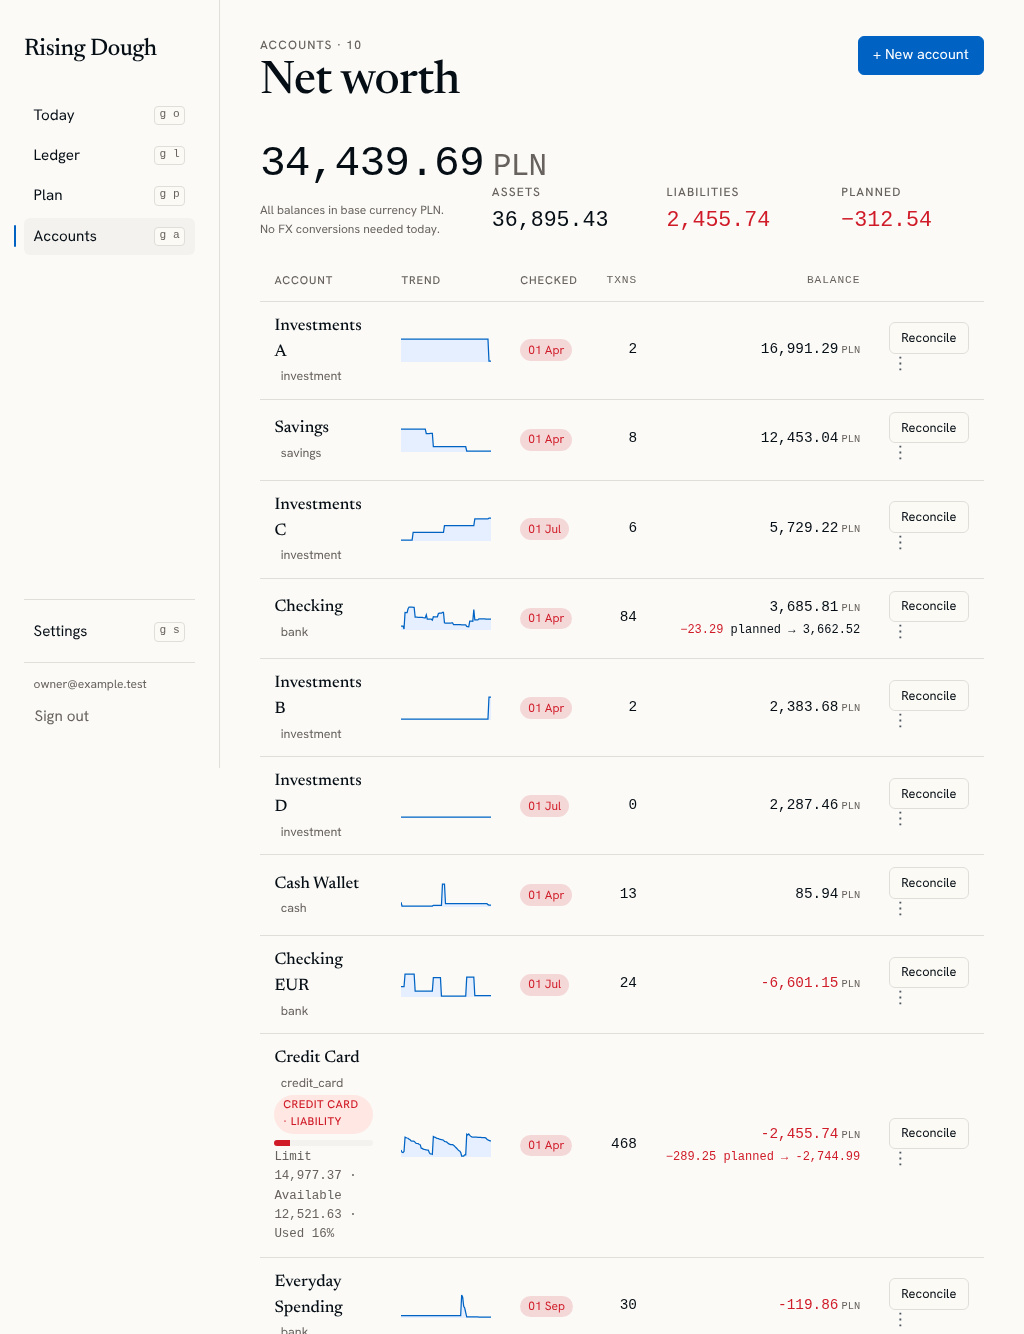 Rising Dough
Today g o
Ledger g l
Plan g p
Accounts g a
Settings g s
owner@example.test
Sign out
ACCOUNTS · 10
Net worth
+ New account
34,439.69 PLN
All balances in base currency PLN.
No FX conversions needed today.
ASSETS
36,895.43
LIABILITIES
2,455.74
PLANNED
−312.54
ACCOUNT TREND CHECKED TXNS BALANCE
Investments
A
investment
01 Apr 2 16,991.29 PLN Reconcile
⋮
Savings
savings
01 Apr 8 12,453.04 PLN Reconcile
⋮
Investments
C
investment
01 Jul 6 5,729.22 PLN Reconcile
⋮
Checking
bank
01 Apr 84 3,685.81 PLN
−23.29 planned → 3,662.52
Reconcile
⋮
Investments
B
investment
01 Apr 2 2,383.68 PLN Reconcile
⋮
Investments
D
investment
01 Jul 0 2,287.46 PLN Reconcile
⋮
Cash Wallet
cash
01 Apr 13 85.94 PLN Reconcile
⋮
Checking
EUR
bank
01 Jul 24 -6,601.15 PLN Reconcile
⋮
Credit Card
credit_card
CREDIT CARD
· LIABILITY
Limit
14,977.37 ·
Available
12,521.63 ·
Used 16%
01 Apr 468 -2,455.74 PLN
−289.25 planned → -2,744.99
Reconcile
⋮
Everyday
Spending
bank
01 Sep 30 -119.86 PLN Reconcile
⋮